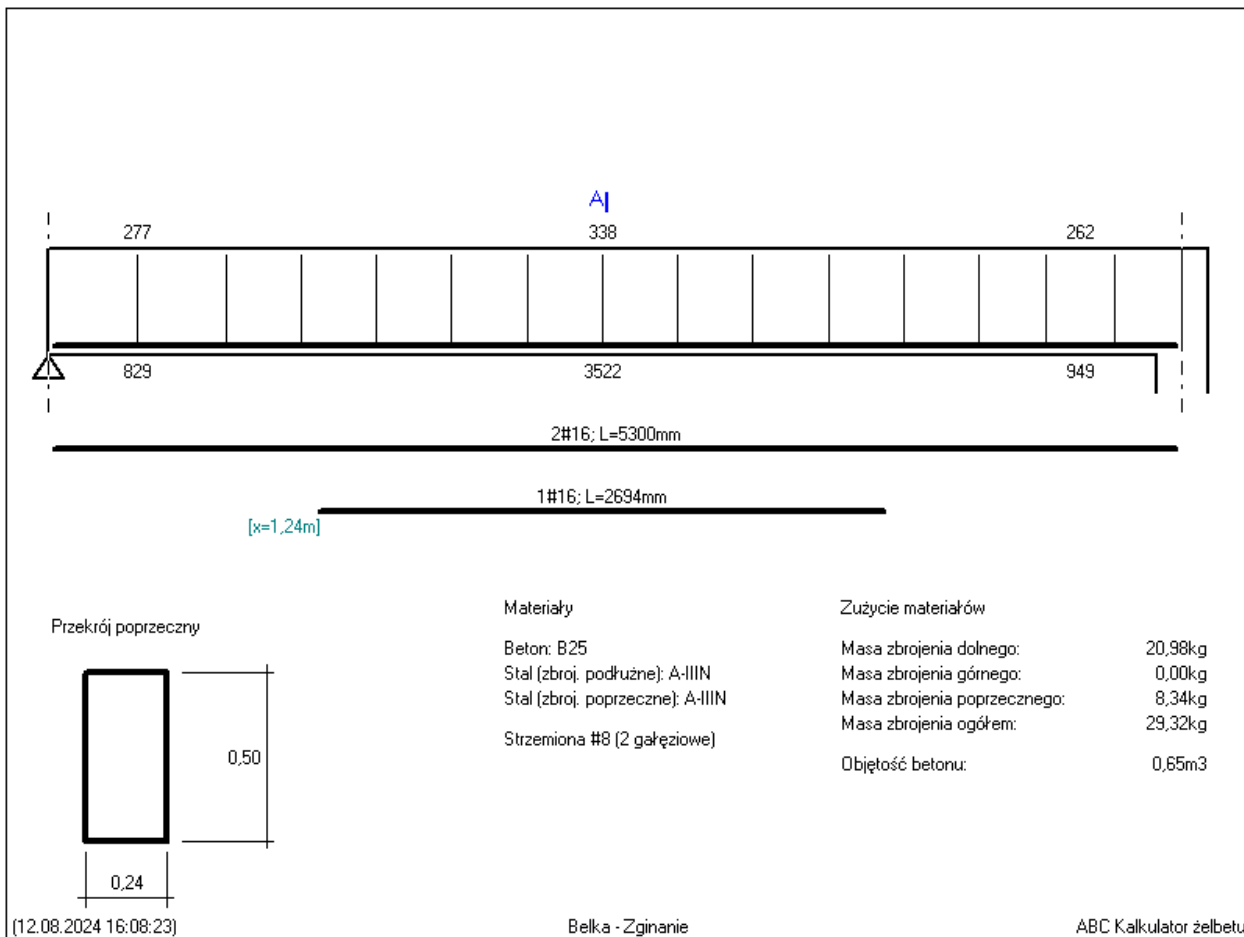 A
277 338 262
829 3522 949
2#16; L=5300mm
1#16; L=2694mm
[x=1,24m]
Przekrój poprzeczny
0,50
0,24
Materiały
Beton: B25
Stal (zbroj. podłużne): A-IIIN
Stal (zbroj. poprzeczne): A-IIIN
Strzemiona #8 (2 gałęziowe)
Zużycie materiałów
Masa zbrojenia dolnego: 20,98kg
Masa zbrojenia górnego: 0,00kg
Masa zbrojenia poprzecznego: 8,34kg
Masa zbrojenia ogółem: 29,32kg
Objętość betonu: 0,65m3
(12.08.2024 16:08:23) Belka - Zginanie ABC Kalkulator żelbetu